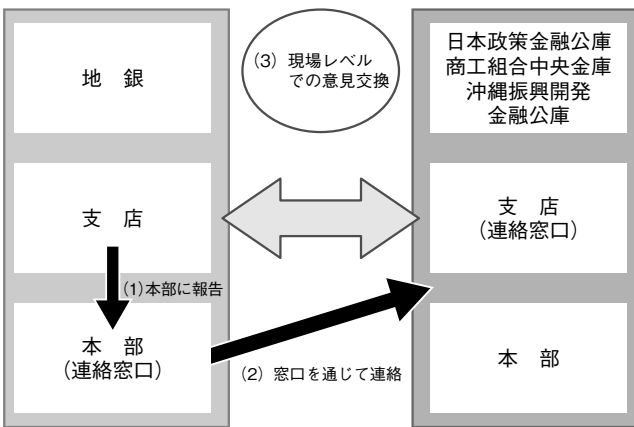 地　銀
支　店
(1)本部に報告
本　部
(連絡窓口)
(2) 窓口を通じて連絡
(3) 現場レベル
での意見交換
日本政策金融公庫
商工組合中央金庫
沖縄振興開発
金融公庫
支　店
(連絡窓口)
本　部